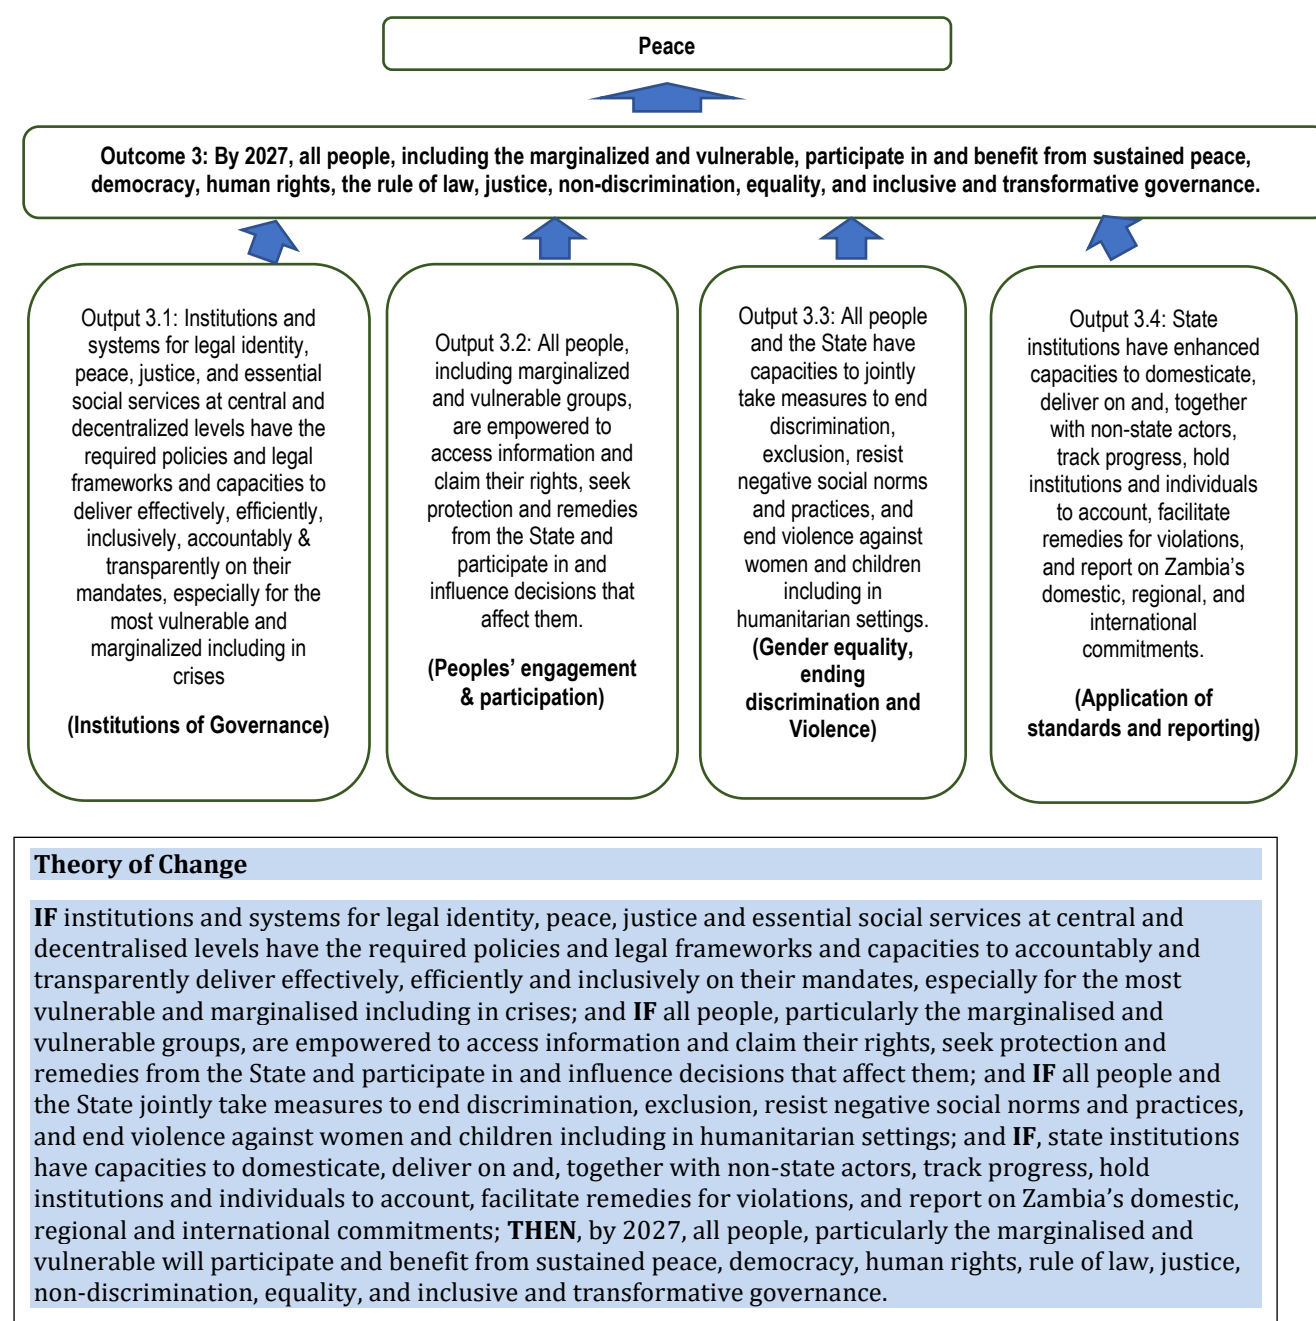 Peace
Outcome 3: By 2027, all people, including the marginalized and vulnerable, participate in and benefit from sustained peace,
democracy, human rights, the rule of law, justice, non-discrimination, equality, and inclusive and transformative governance.
Output 3.1: Institutions and
systems for legal identity,
peace, justice, and essential
social services at central and
decentralized levels have the
required policies and legal
frameworks and capacities to
deliver effectively, efficiently,
inclusively, accountably &
transparently on their
mandates, especially for the
most vulnerable and
marginalized including in
crises
(Institutions of Governance)
Output 3.2: All people,
including marginalized
and vulnerable groups,
are empowered to
access information and
claim their rights, seek
protection and remedies
from the State and
participate in and
influence decisions that
affect them.
(Peoples’ engagement
& participation)
Output 3.3: All people
and the State have
capacities to jointly
take measures to end
discrimination,
exclusion, resist
negative social norms
and practices, and
end violence against
women and children
including in
humanitarian settings.
(Gender equality,
ending
discrimination and
Violence)
Output 3.4: State
institutions have enhanced
capacities to domesticate,
deliver on and, together
with non-state actors,
track progress, hold
institutions and individuals
to account, facilitate
remedies for violations,
and report on Zambia’s
domestic, regional, and
international
commitments.
(Application of
standards and reporting)
Theory of Change
IF institutions and systems for legal identity, peace, justice and essential social services at central and
decentralised levels have the required policies and legal frameworks and capacities to accountably and
transparently deliver effectively, efficiently and inclusively on their mandates, especially for the most
vulnerable and marginalised including in crises; and IF all people, particularly the marginalised and
vulnerable groups, are empowered to access information and claim their rights, seek protection and
remedies from the State and participate in and influence decisions that affect them; and IF all people and
the State jointly take measures to end discrimination, exclusion, resist negative social norms and practices,
and end violence against women and children including in humanitarian settings; and IF, state institutions
have capacities to domesticate, deliver on and, together with non-state actors, track progress, hold
institutions and individuals to account, facilitate remedies for violations, and report on Zambia’s domestic,
regional and international commitments; THEN, by 2027, all people, particularly the marginalised and
vulnerable will participate and benefit from sustained peace, democracy, human rights, rule of law, justice,
non-discrimination, equality, and inclusive and transformative governance.